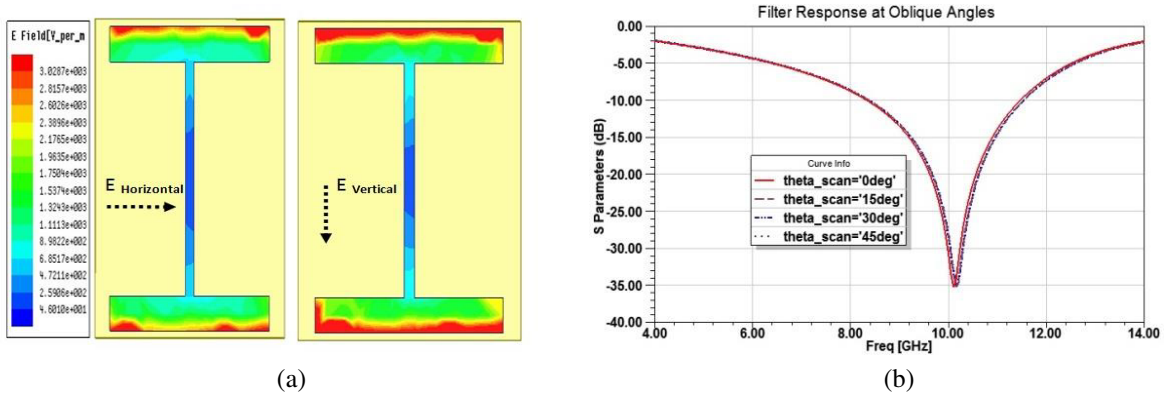 E Field[V_per_m
3.0287e+003
2.8157e+003
2.6026e+003
2.3896e+003
2.1765e+003
1.9635e+003
1.7504e+003
1.5374e+003
1.3243e+003
1.1113e+003
8.9822e+002
6.8517e+002
4.7211e+002
2.5906e+002
4.6010e+001
E Horizontal
E Vertical
(a)
Filter Response at Oblique Angles
S Parameters (dB)
0.00
-5.00
-10.00
-15.00
-20.00
-25.00
-30.00
-35.00
-40.00
Curve Info
theta_scan='0deg'
theta_scan='15deg'
theta_scan='30deg'
theta_scan='45deg'
4.00
6.00
8.00
10.00
12.00
14.00
Freq [GHz]
(b)